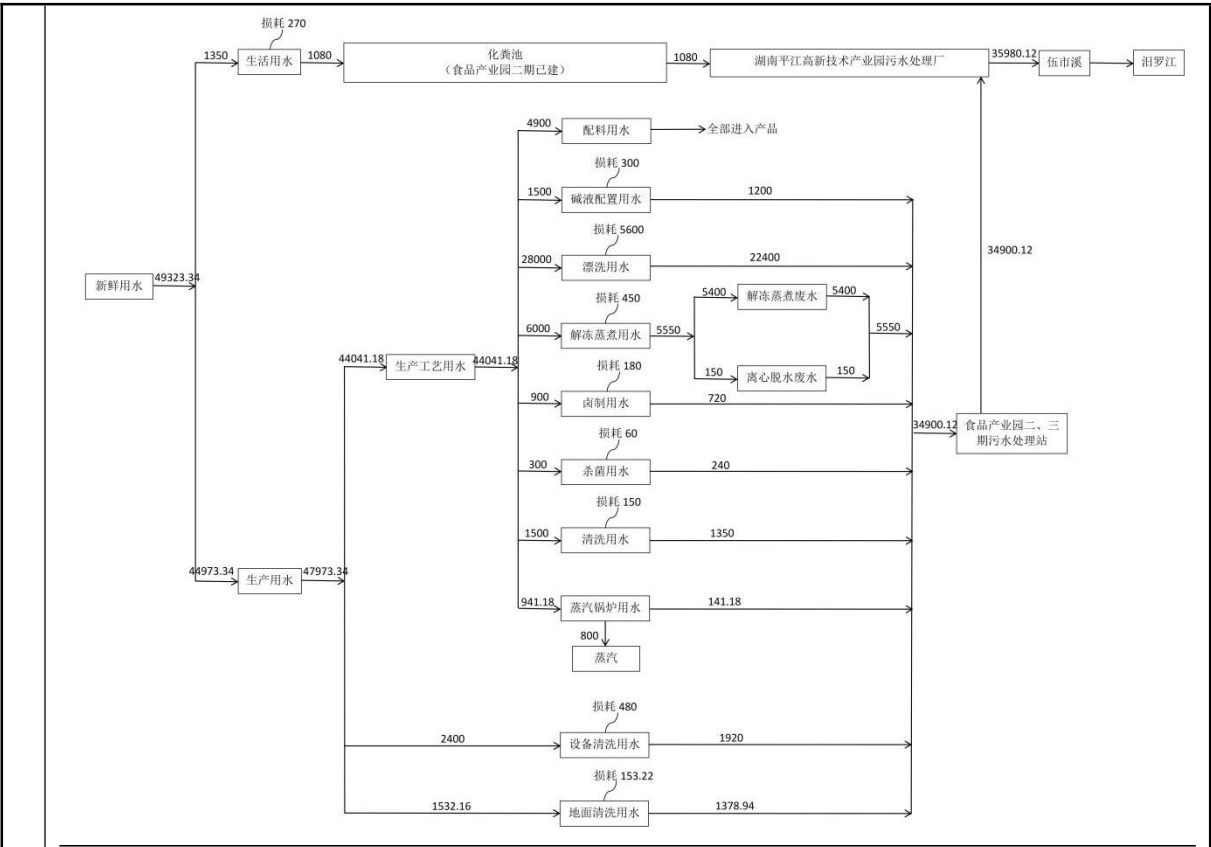 损耗 270
1350
生活用水
1080
化粪池
（食品产业园二期已建）
1080
湖南平江高新技术产业园污水处理厂
35980.12
伍市溪
汨罗江
4900
配料用水
全部进入产品
损耗 300
1500
碱液配置用水
1200
34900.12
损耗 5600
28000
漂洗用水
22400
新鲜用水
49323.34
损耗 450
6000
解冻蒸煮用水
5550
5400
解冻蒸煮废水
5400
5550
150
离心脱水废水
150
44041.18
生产工艺用水
44041.18
损耗 180
900
卤制用水
720
34900.12
食品产业园二、三
期污水处理站
损耗 60
300
杀菌用水
240
损耗 150
1500
清洗用水
1350
44973.34
生产用水
47973.34
941.18
蒸汽锅炉用水
141.18
800
蒸汽
损耗 480
2400
设备清洗用水
1920
损耗 153.22
1532.16
地面清洗用水
1378.94